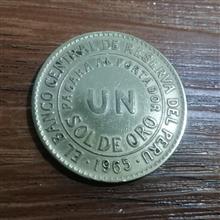 EL BANCO CENTRAL DE RESERVA DEL PERU
PAGARA AL PORTADOR
UN
SOL DE ORO
1965